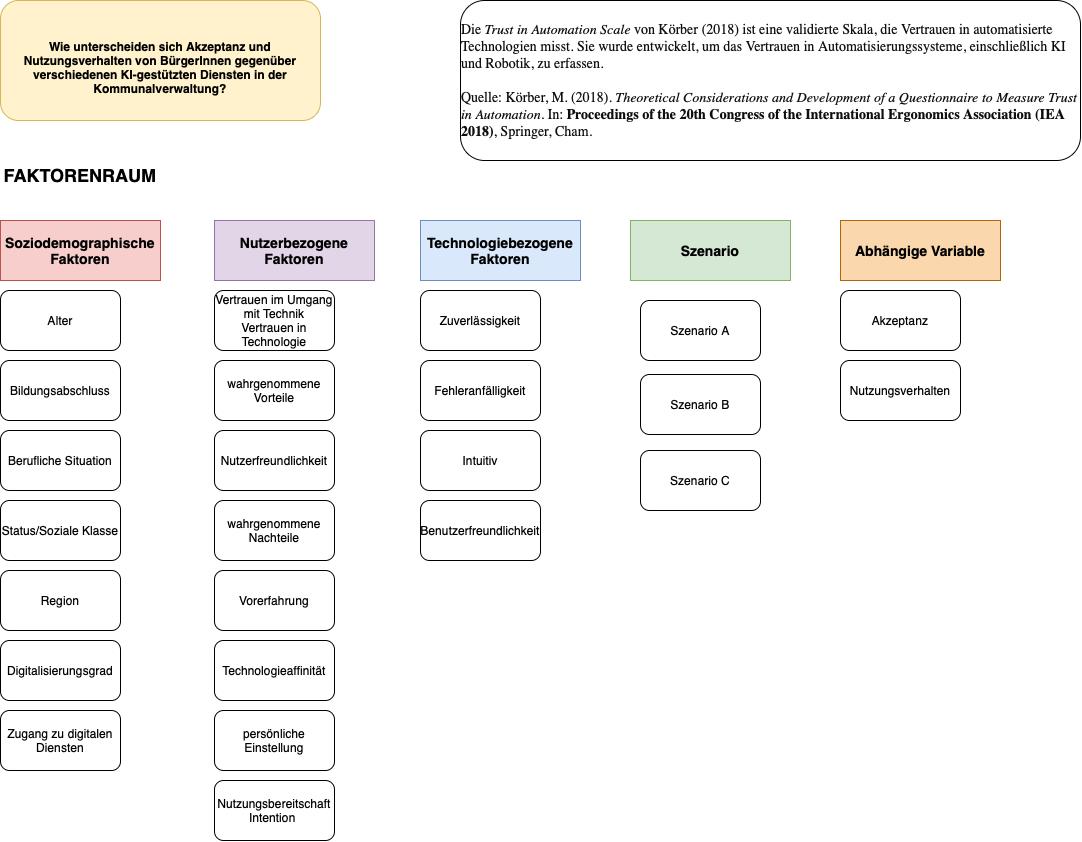 Wie unterscheiden sich Akzeptanz und
Nutzungsverhalten von BürgerInnen gegenüber
verschiedenen KI-gestützten Diensten in der
Kommunalverwaltung?
Die Trust in Automation Scale von Körber (2018) ist eine validierte Skala, die Vertrauen in automatisierte
Technologien misst. Sie wurde entwickelt, um das Vertrauen in Automatisierungssysteme, einschließlich KI
und Robotik, zu erfassen.
Quelle: Körber, M. (2018). Theoretical Considerations and Development of a Questionnaire to Measure Trust
in Automation. In: Proceedings of the 20th Congress of the International Ergonomics Association (IEA
2018), Springer, Cham.
FAKTORENRAUM
Soziodemographische
Faktoren
Alter
Bildungsabschluss
Berufliche Situation
Status/Soziale Klasse
Region
Digitalisierungsgrad
Zugang zu digitalen
Diensten
Nutzerbezogene
Faktoren
Vertrauen im Umgang
mit Technik
Vertrauen in
Technologie
wahrgenommene
Vorteile
Nutzerfreundlichkeit
wahrgenommene
Nachteile
Vorerfahrung
Technologieaffinität
persönliche
Einstellung
Nutzungsbereitschaft
Intention
Technologiebezogene
Faktoren
Zuverlässigkeit
Fehleranfälligkeit
Intuitiv
Benutzerfreundlichkeit
Szenario
Szenario A
Szenario B
Szenario C
Abhängige Variable
Akzeptanz
Nutzungsverhalten